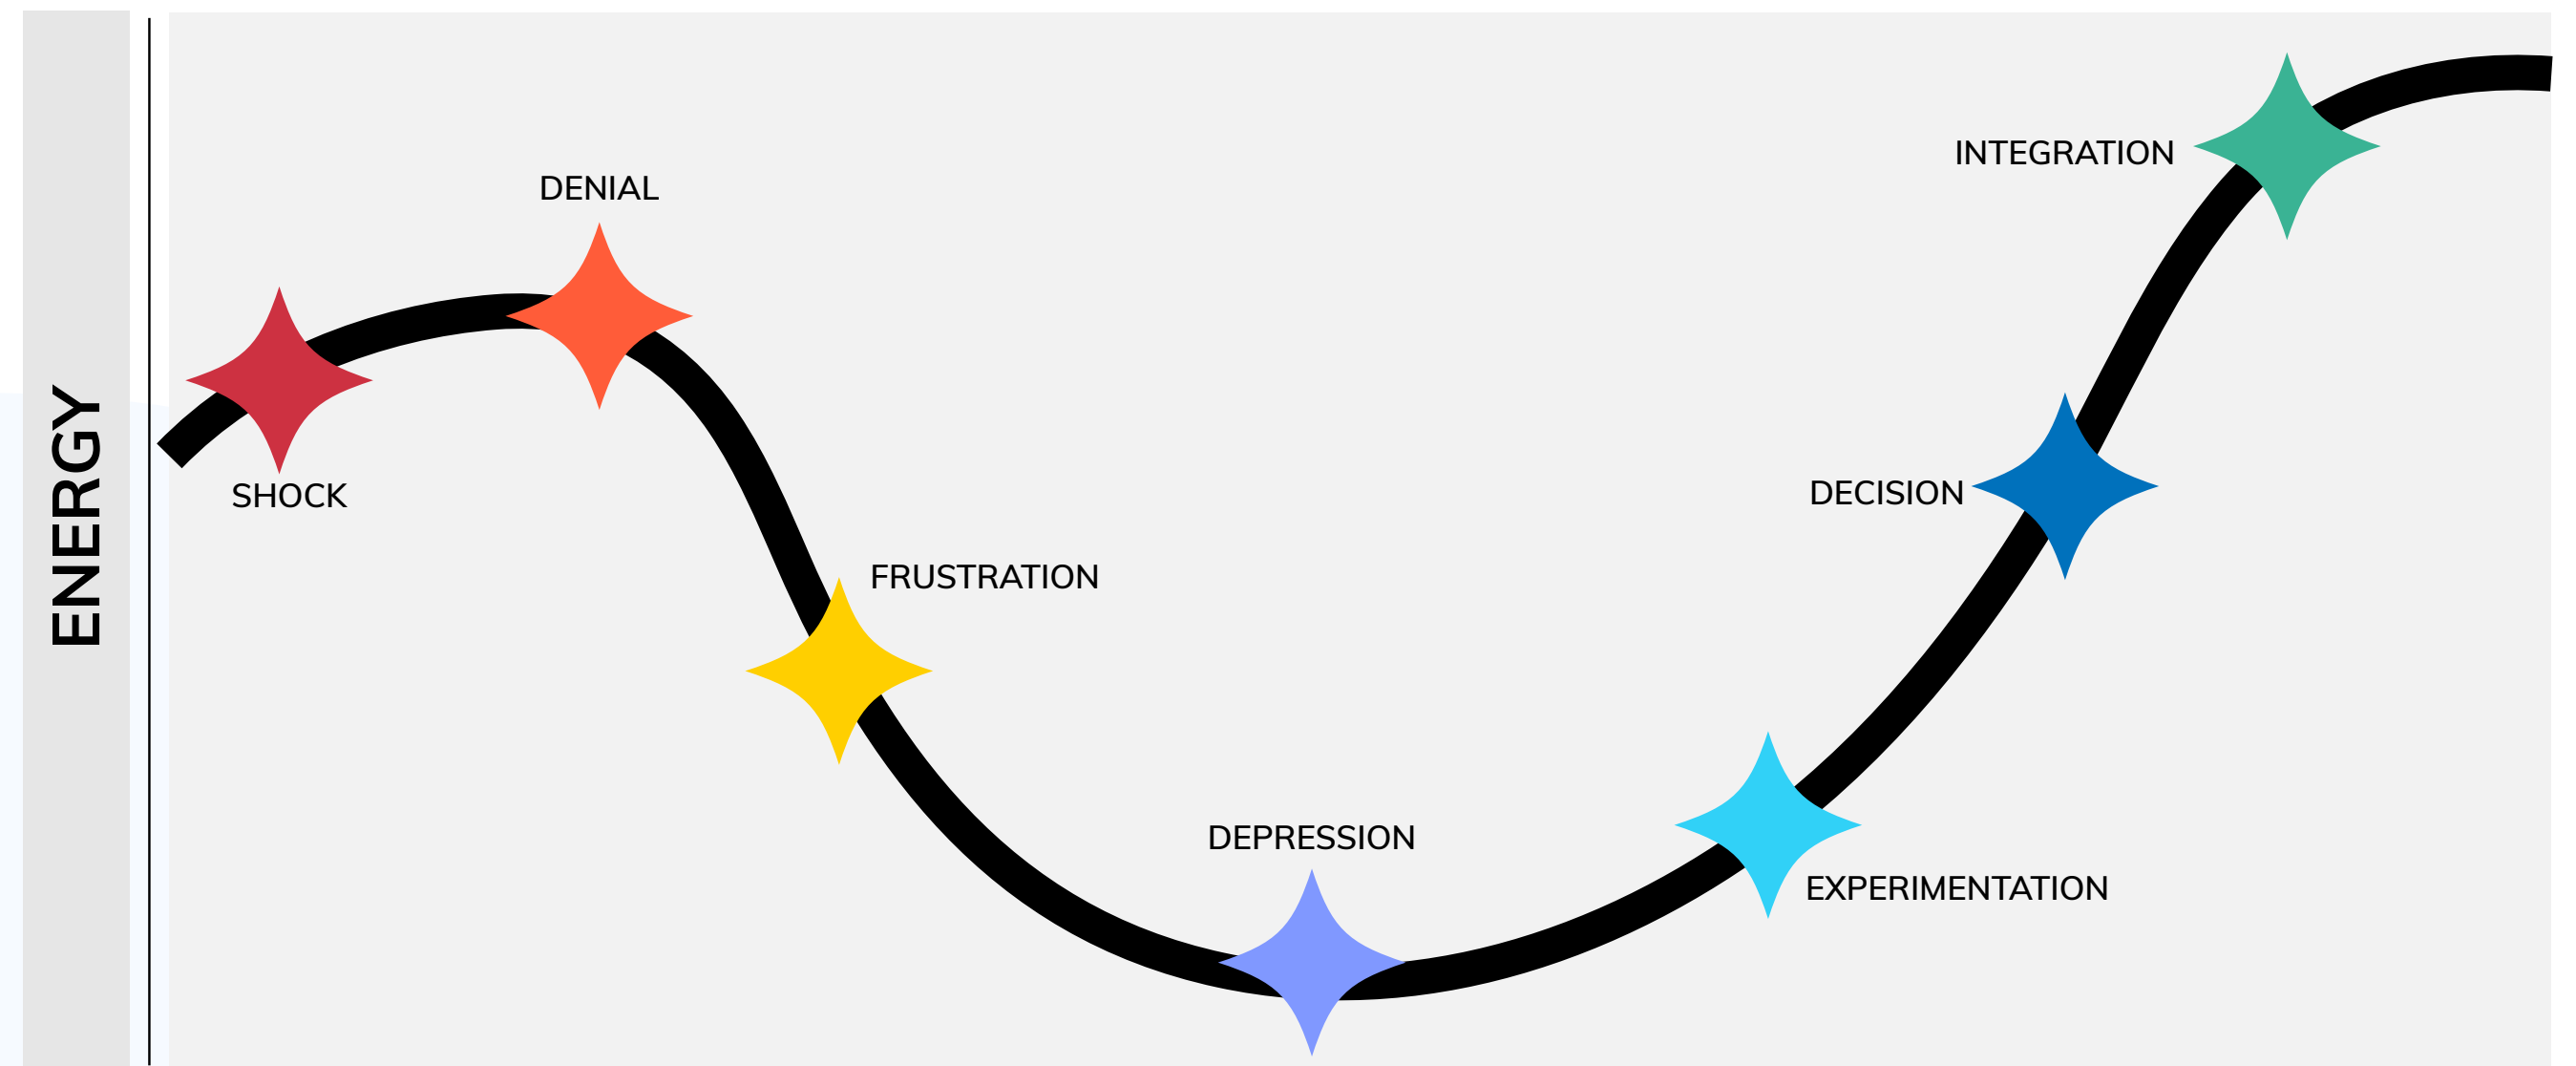 ENERGY
SHOCK
DENIAL
FRUSTRATION
DEPRESSION
EXPERIMENTATION
DECISION
INTEGRATION